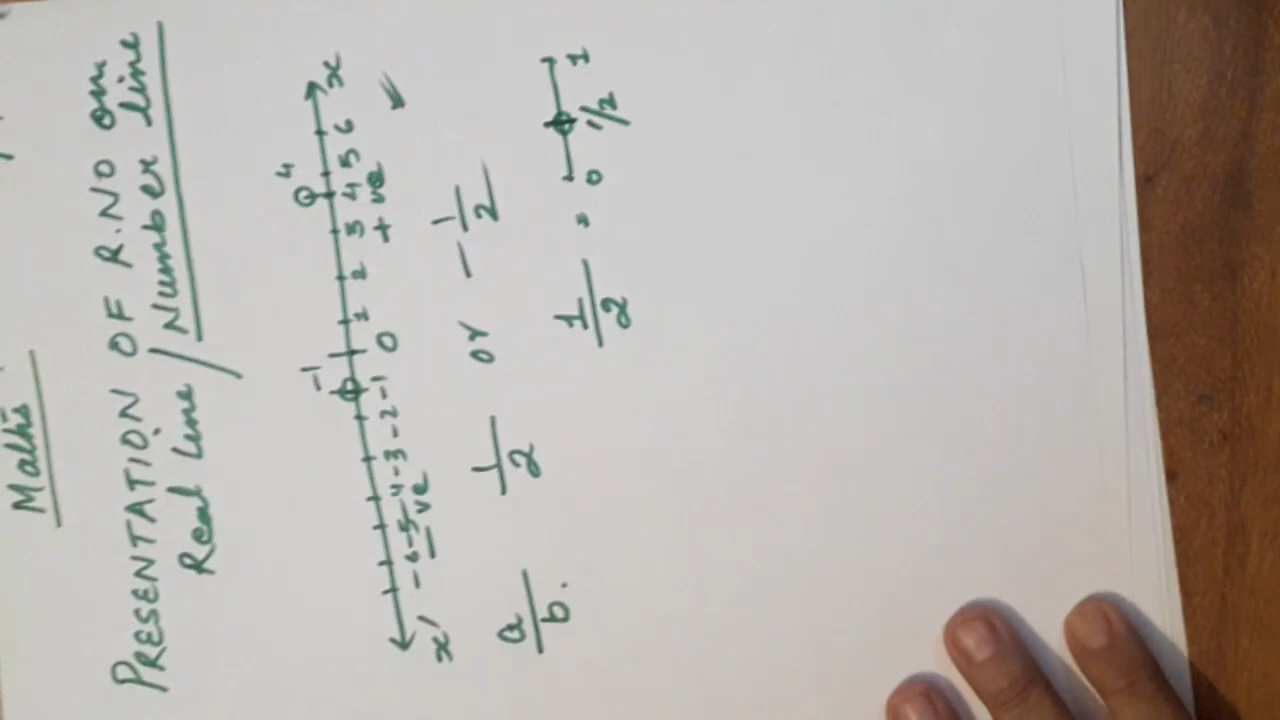 Maths
PRESENTATION OF R.NO on
Real line / Number line
-1 4
-6 -5 -4 -3 -2 -1 0 1 2 3 4 5 6
x' -ve +ve x
a/b. 1/2 or -1/2
1/2 = 0 1/2 1